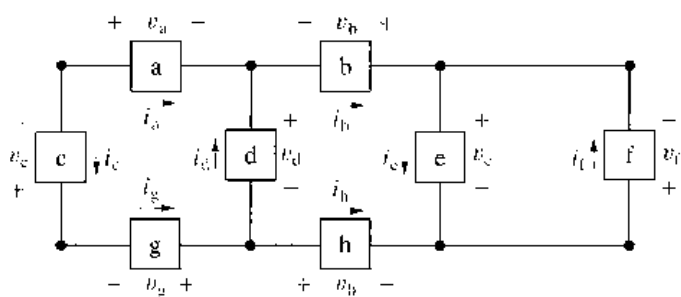 + v_a − − v_b +
a b
i_a i_b
+ + −
v_c c i_c i_d d v_d i_e e v_e i_f f v_f
+ − − +
i_g i_h
g h
− v_g + + v_h −